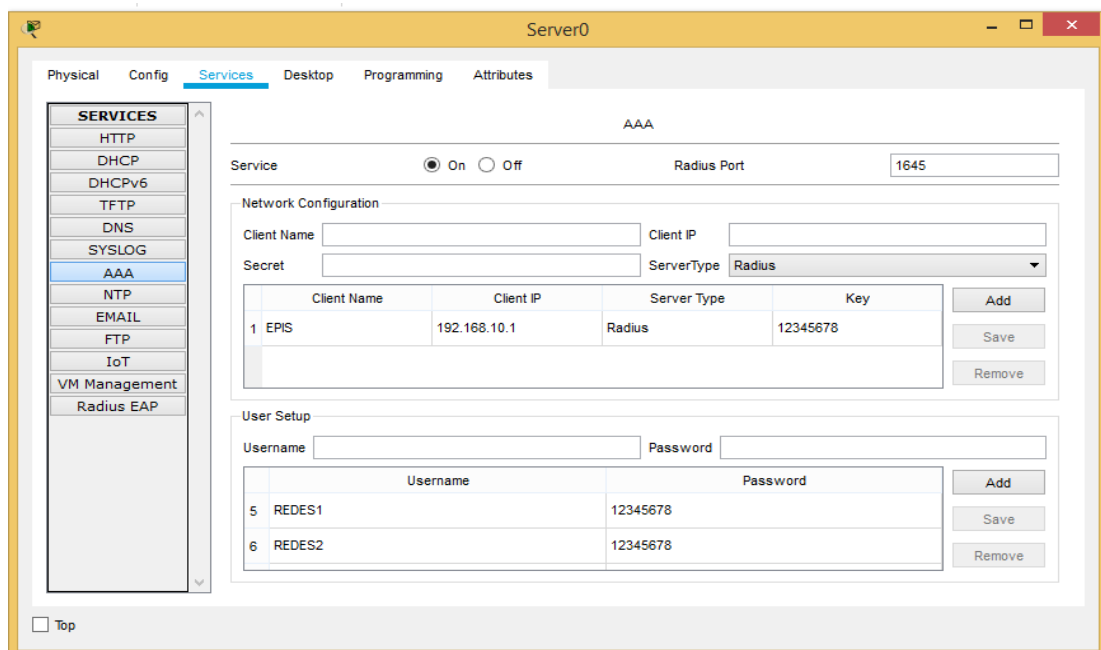 Server0
Physical Config Services Desktop Programming Attributes
SERVICES
HTTP
DHCP
DHCPv6
TFTP
DNS
SYSLOG
AAA
NTP
EMAIL
FTP
IoT
VM Management
Radius EAP
AAA
Service On Off Radius Port 1645
Network Configuration
Client Name Client IP
Secret ServerType Radius
Client Name Client IP Server Type Key
1 EPIS 192.168.10.1 Radius 12345678
Add
Save
Remove
User Setup
Username Password
Username Password
5 REDES1 12345678
6 REDES2 12345678
Add
Save
Remove
Top